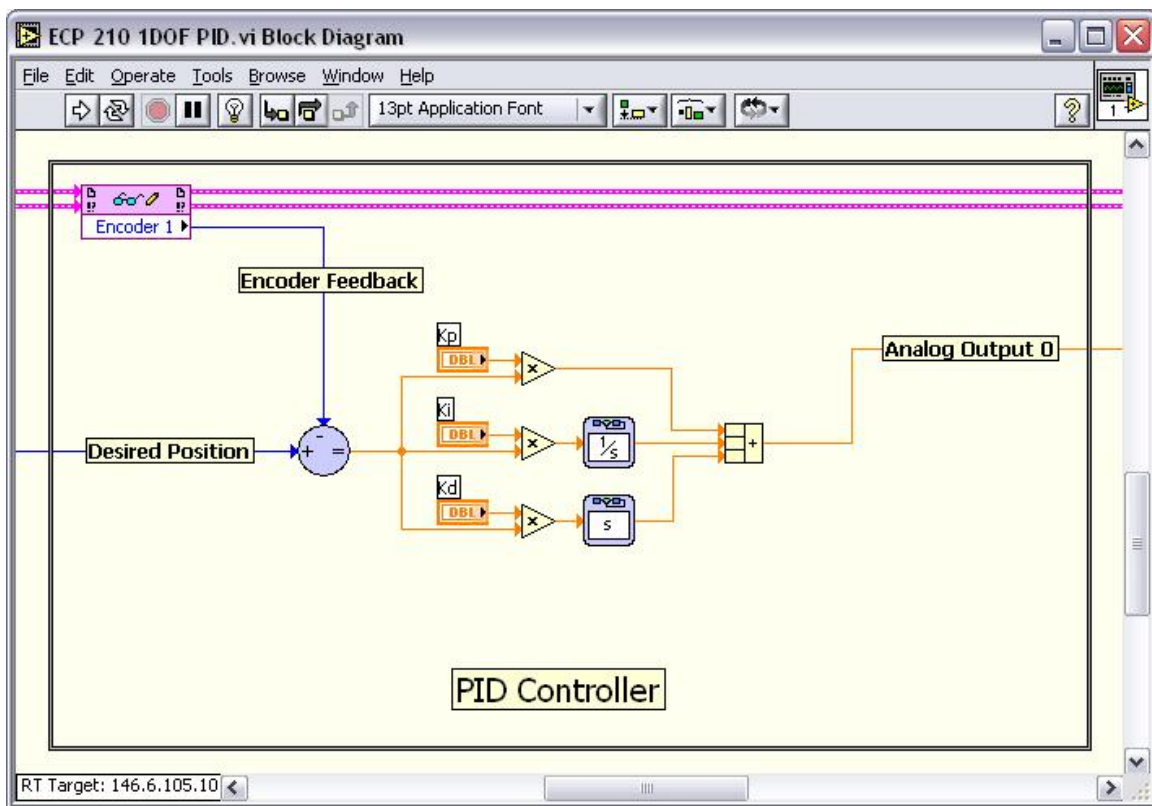 ECP 210 1DOF PID.vi Block Diagram
File Edit Operate Tools Browse Window Help
13pt Application Font
1
Encoder 1
Encoder Feedback
Kp
DBL
Analog Output 0
Ki
DBL
1/s
Desired Position
Kd
DBL
s
PID Controller
RT Target: 146.6.105.10